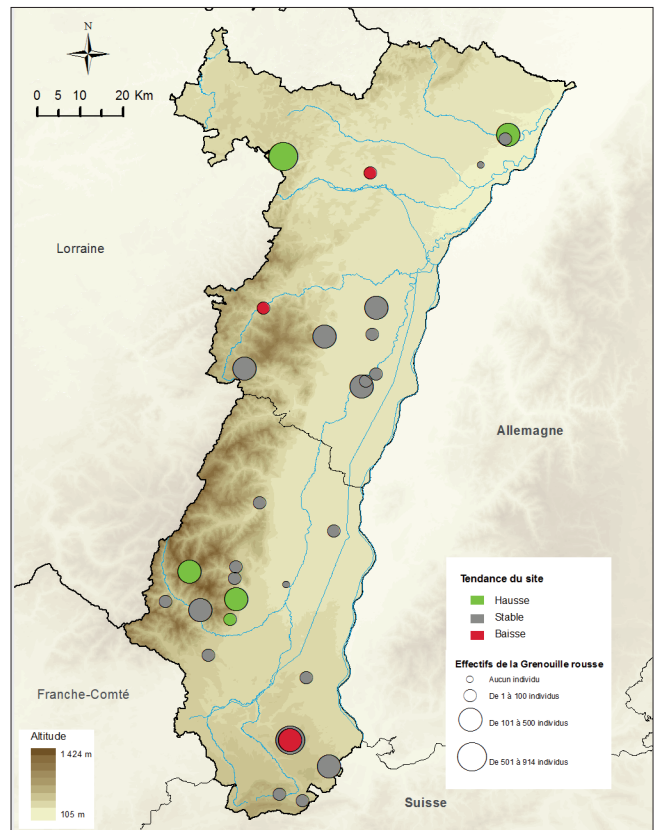 N
0 5 10 20 Km
Lorraine
Allemagne
Franche-Comté
Suisse
Tendance du site
Hausse
Stable
Baisse
Effectifs de la Grenouille rousse
Aucun individu
De 1 à 100 individus
De 101 à 500 individus
De 501 à 914 individus
Altitude
1 424 m
105 m